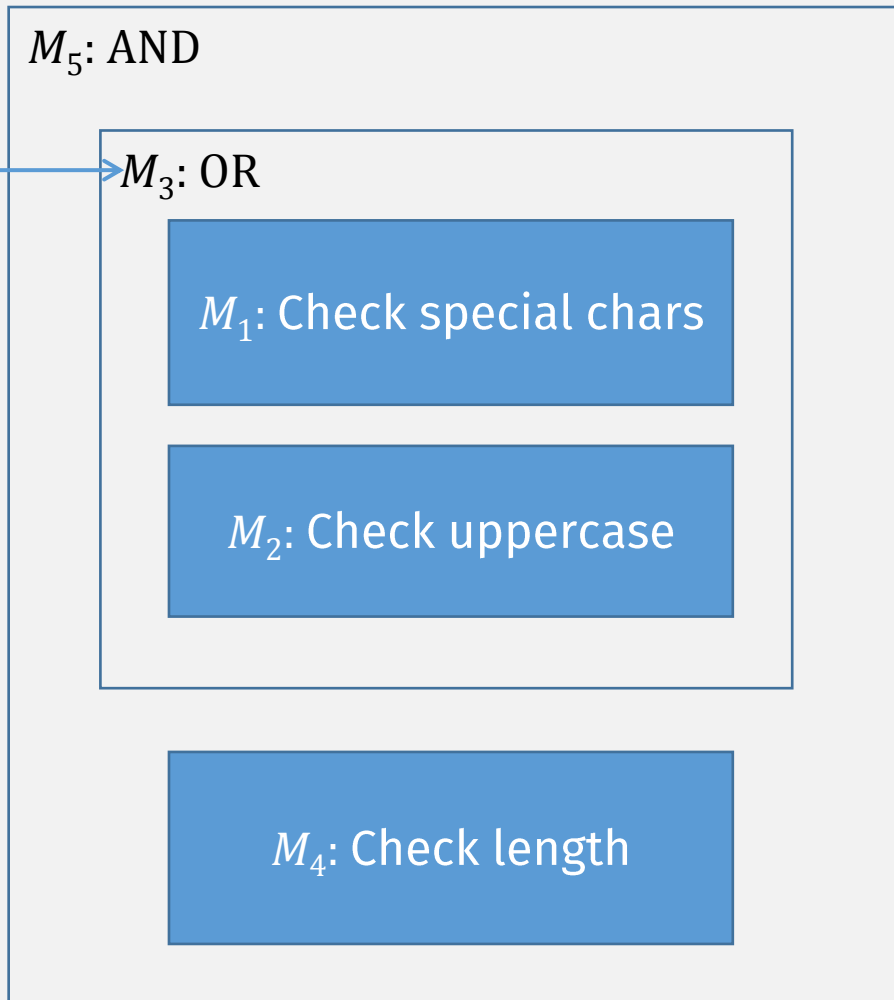 M₅: AND
M₃: OR
M₁: Check special chars
M₂: Check uppercase
M₄: Check length